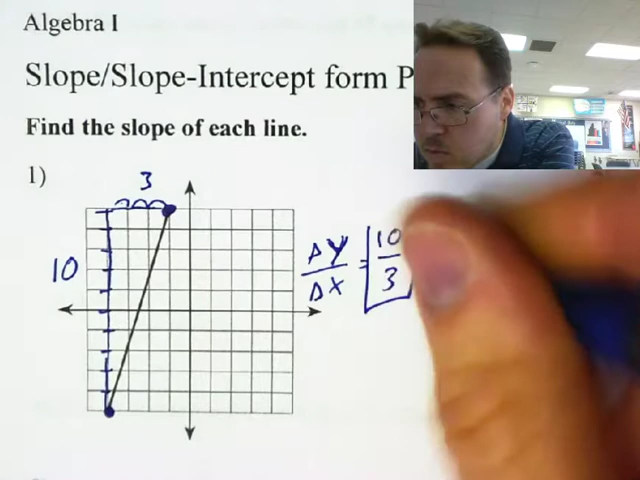 Algebra I
Slope/Slope-Intercept form P
Find the slope of each line.
1)
3
10
ΔY
ΔX
=
10
3